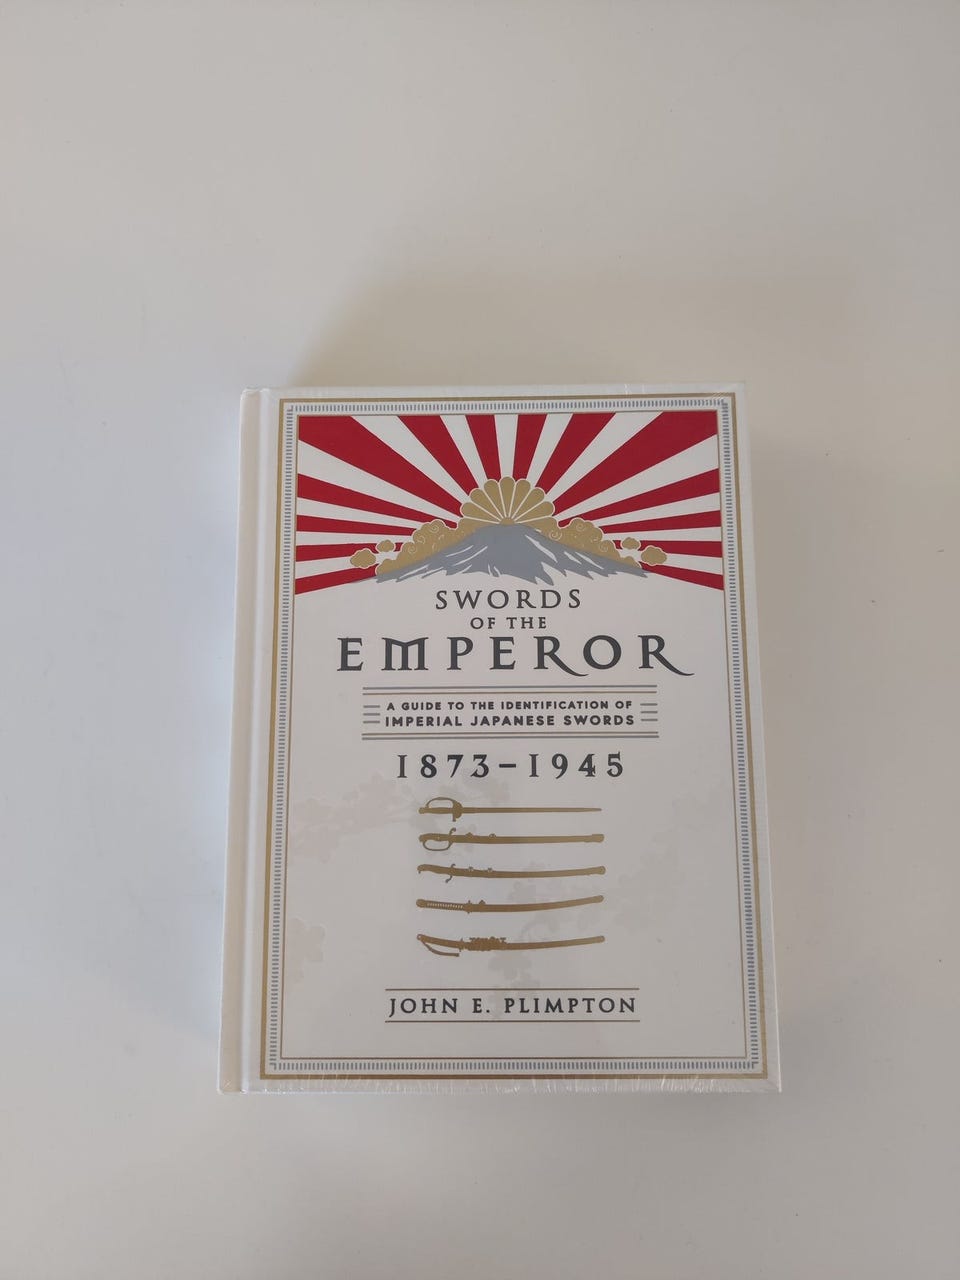 SWORDS
OF THE
EMPEROR
A GUIDE TO THE IDENTIFICATION OF
IMPERIAL JAPANESE SWORDS
1873–1945
JOHN E. PLIMPTON